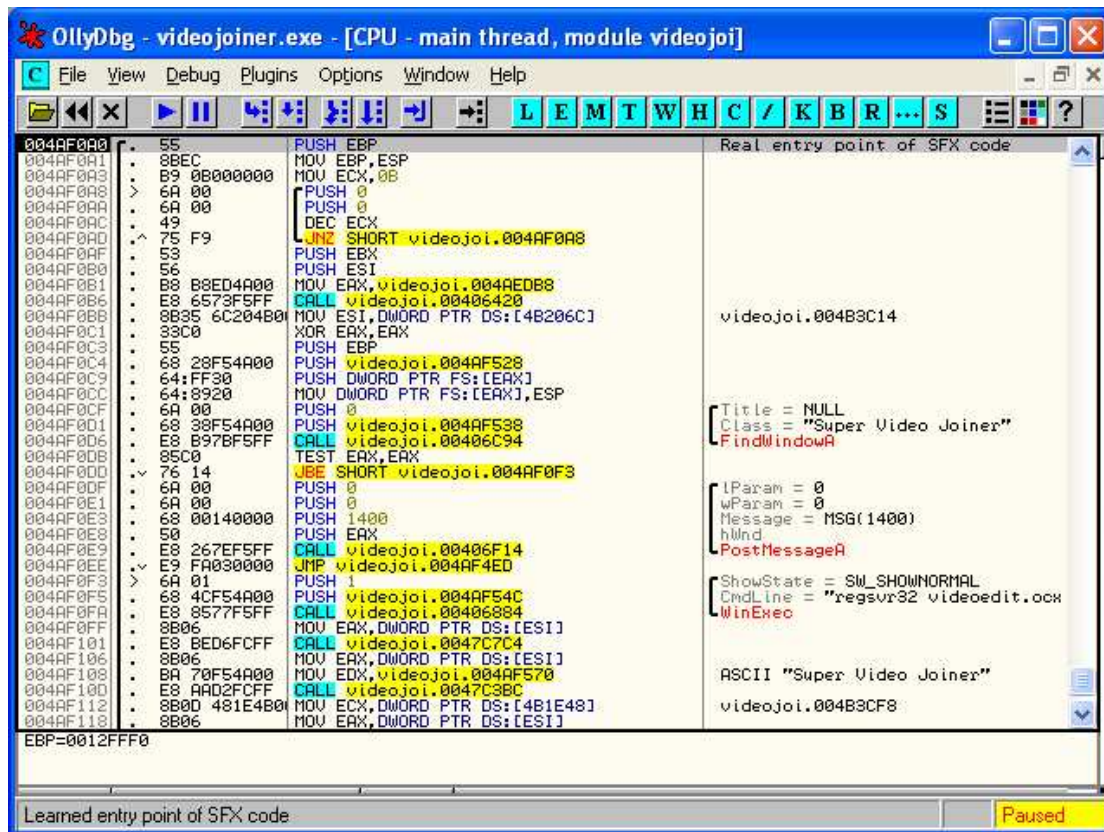 OllyDbg - videojoiner.exe - [CPU - main thread, module videojoi]
C File View Debug Plugins Options Window Help
L E M T W H C / K B R ... S ?
004AF0A0 . 55 PUSH EBP Real entry point of SFX code
004AF0A1 . 8BEC MOV EBP,ESP
004AF0A3 . B9 0B000000 MOV ECX,0B
004AF0A8 > 6A 00 PUSH 0
004AF0AA . 6A 00 PUSH 0
004AF0AC . 49 DEC ECX
004AF0AD .^ 75 F9 JNZ SHORT videojoi.004AF0A8
004AF0AF . 53 PUSH EBX
004AF0B0 . 56 PUSH ESI
004AF0B1 . B8 B8ED4A00 MOV EAX,videojoi.004AEDB8
004AF0B6 . E8 6573F5FF CALL videojoi.00406420
004AF0BB . 8B35 6C204B0 MOV ESI,DWORD PTR DS:[4B206C] videojoi.004B3C14
004AF0C1 . 33C0 XOR EAX,EAX
004AF0C3 . 55 PUSH EBP
004AF0C4 . 68 28F54A00 PUSH videojoi.004AF528
004AF0C9 . 64:FF30 PUSH DWORD PTR FS:[EAX]
004AF0CC . 64:8920 MOV DWORD PTR FS:[EAX],ESP
004AF0CF . 6A 00 PUSH 0 Title = NULL
004AF0D1 . 68 38F54A00 PUSH videojoi.004AF538 Class = "Super Video Joiner"
004AF0D6 . E8 B97BF5FF CALL videojoi.00406C94 FindWindowA
004AF0DB . 85C0 TEST EAX,EAX
004AF0DD .v 76 14 JBE SHORT videojoi.004AF0F3
004AF0DF . 6A 00 PUSH 0 lParam = 0
004AF0E1 . 6A 00 PUSH 0 wParam = 0
004AF0E3 . 68 00140000 PUSH 1400 Message = MSG(1400)
004AF0E8 . 50 PUSH EAX hWnd
004AF0E9 . E8 267EF5FF CALL videojoi.00406F14 PostMessageA
004AF0EE .v E9 FA030000 JMP videojoi.004AF4ED
004AF0F3 > 6A 01 PUSH 1 ShowState = SW_SHOWNORMAL
004AF0F5 . 68 4CF54A00 PUSH videojoi.004AF54C CmdLine = "regsvr32 videoedit.ocx
004AF0FA . E8 8577F5FF CALL videojoi.00406884 WinExec
004AF0FF . 8B06 MOV EAX,DWORD PTR DS:[ESI]
004AF101 . E8 BED6FCFF CALL videojoi.0047C7C4
004AF106 . 8B06 MOV EAX,DWORD PTR DS:[ESI]
004AF108 . BA 70F54A00 MOV EDX,videojoi.004AF570 ASCII "Super Video Joiner"
004AF10D . E8 AAD2FCFF CALL videojoi.0047C3BC
004AF112 . 8B0D 481E4B0 MOV ECX,DWORD PTR DS:[4B1E48] videojoi.004B3CF8
004AF118 . 8B06 MOV EAX,DWORD PTR DS:[ESI]
EBP=0012FFF0
Learned entry point of SFX code Paused